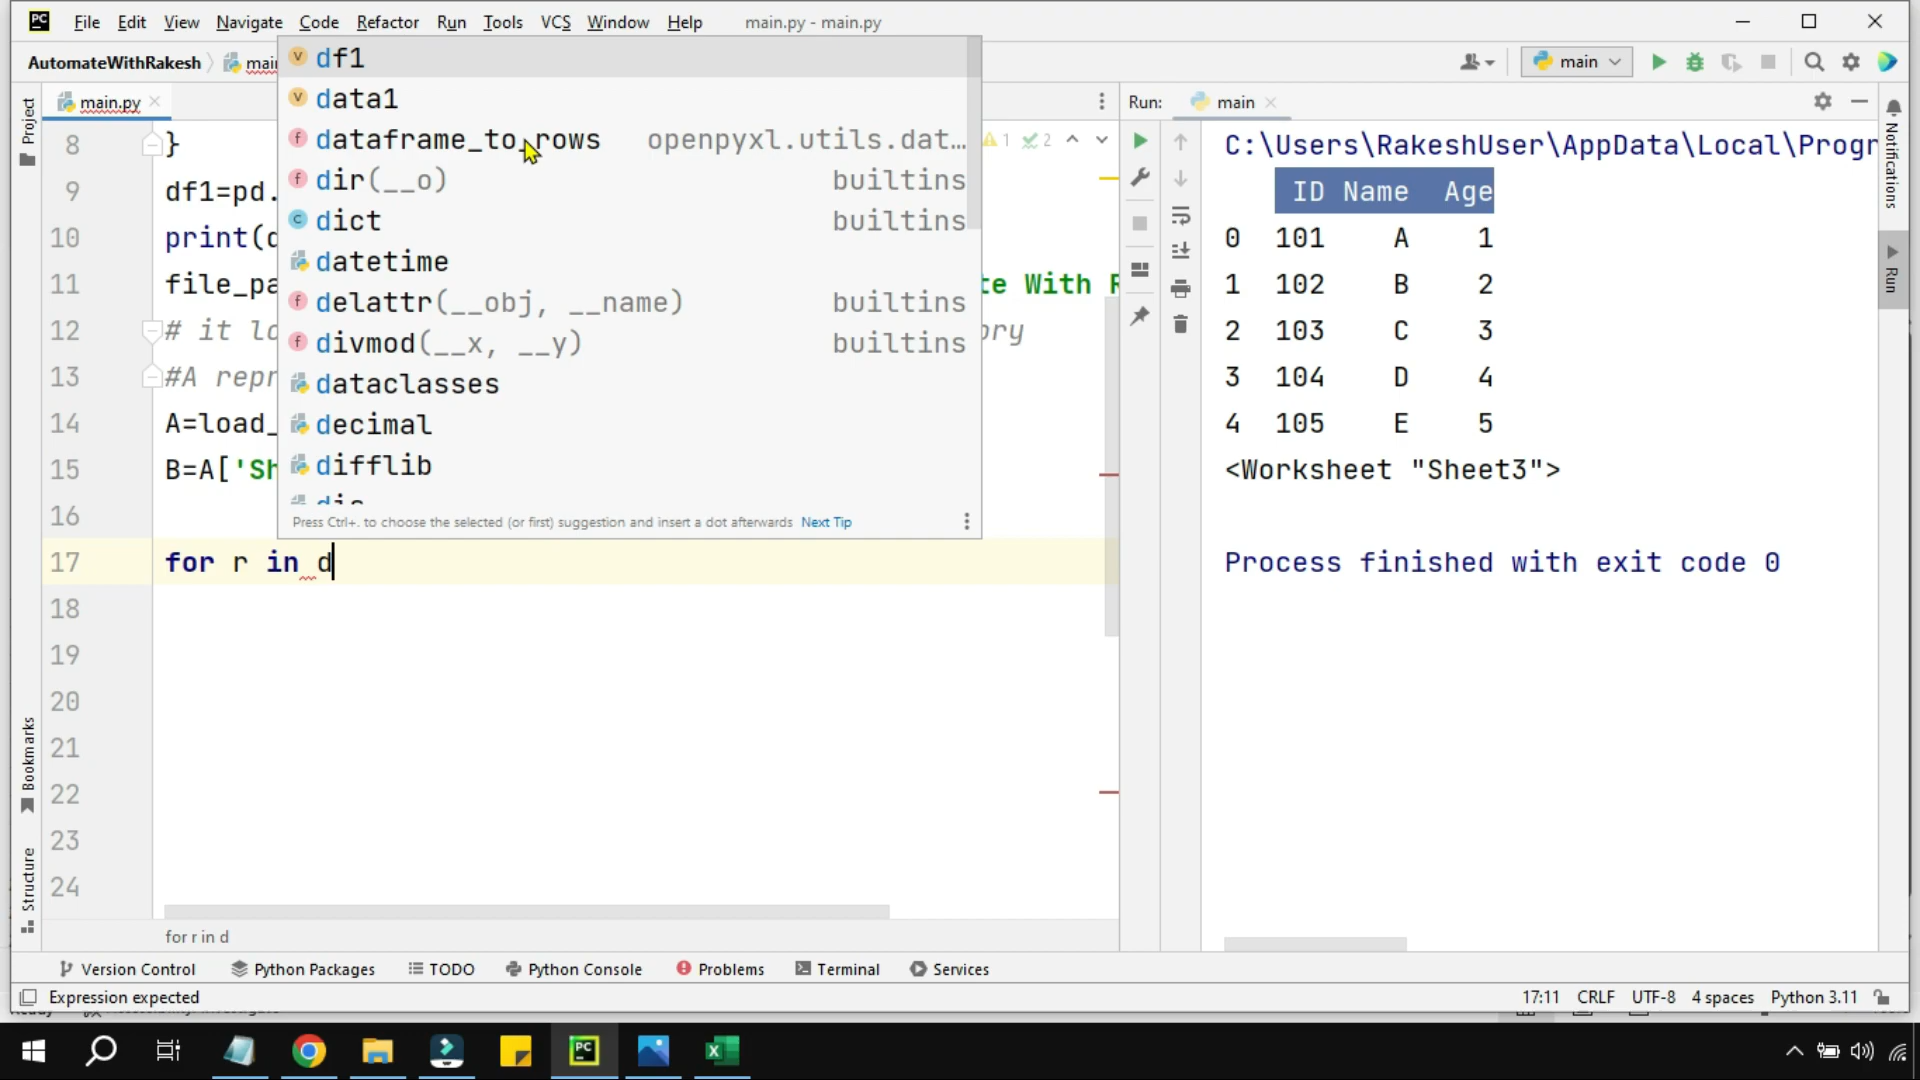 PC File Edit View Navigate Code Refactor Run Tools VCS Window Help main.py - main.py
AutomateWithRakesh main
main
Project
main.py
8 }
9 df1=pd.
10 print(d
11 file_pa te With R
12 # it lo ory
13 #A repr
14 A=load_
15 B=A['Sh
16
17 for r in d
18
19
20
21
22
23
24
df1
data1
dataframe_to_rows openpyxl.utils.dat…
dir(__o) builtins
dict builtins
datetime
delattr(__obj, __name) builtins
divmod(__x, __y) builtins
dataclasses
decimal
difflib
Press Ctrl+. to choose the selected (or first) suggestion and insert a dot afterwards Next Tip
1 2
for r in d
Bookmarks
Structure
Run: main
C:\Users\RakeshUser\AppData\Local\Progr
ID Name Age
0 101 A 1
1 102 B 2
2 103 C 3
3 104 D 4
4 105 E 5
<Worksheet "Sheet3">
Process finished with exit code 0
Notifications
Run
Version Control Python Packages TODO Python Console Problems Terminal Services
Expression expected 17:11 CRLF UTF-8 4 spaces Python 3.11